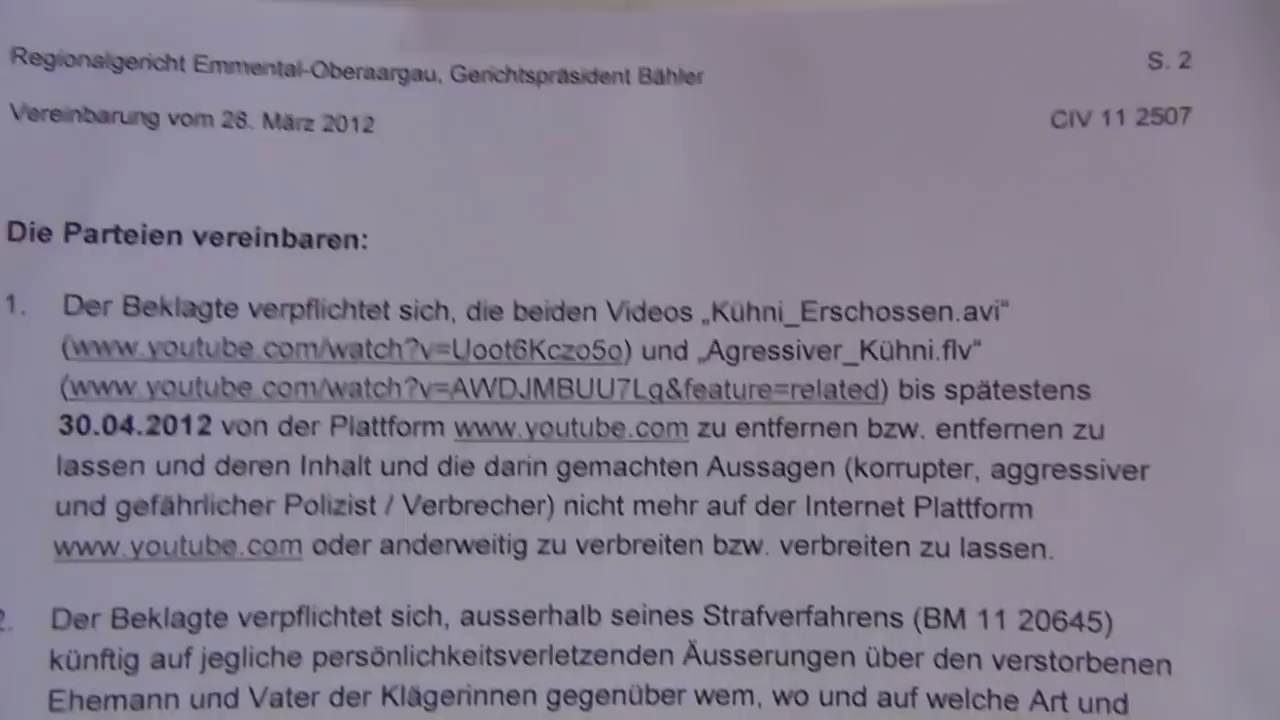 Regionalgericht Emmental-Oberaargau, Gerichtspräsident Bähler S. 2
Vereinbarung vom 26. März 2012 CIV 11 2507
Die Parteien vereinbaren:
1. Der Beklagte verpflichtet sich, die beiden Videos „Kühni_Erschossen.avi“
(www.youtube.com/watch?v=Uoot6Kczo5o) und „Agressiver_Kühni.flv“
(www.youtube.com/watch?v=AWDJMBUU7Lg&feature=related) bis spätestens
30.04.2012 von der Plattform www.youtube.com zu entfernen bzw. entfernen zu
lassen und deren Inhalt und die darin gemachten Aussagen (korrupter, aggressiver
und gefährlicher Polizist / Verbrecher) nicht mehr auf der Internet Plattform
www.youtube.com oder anderweitig zu verbreiten bzw. verbreiten zu lassen.
2. Der Beklagte verpflichtet sich, ausserhalb seines Strafverfahrens (BM 11 20645)
künftig auf jegliche persönlichkeitsverletzenden Äusserungen über den verstorbenen
Ehemann und Vater der Klägerinnen gegenüber wem, wo und auf welche Art und